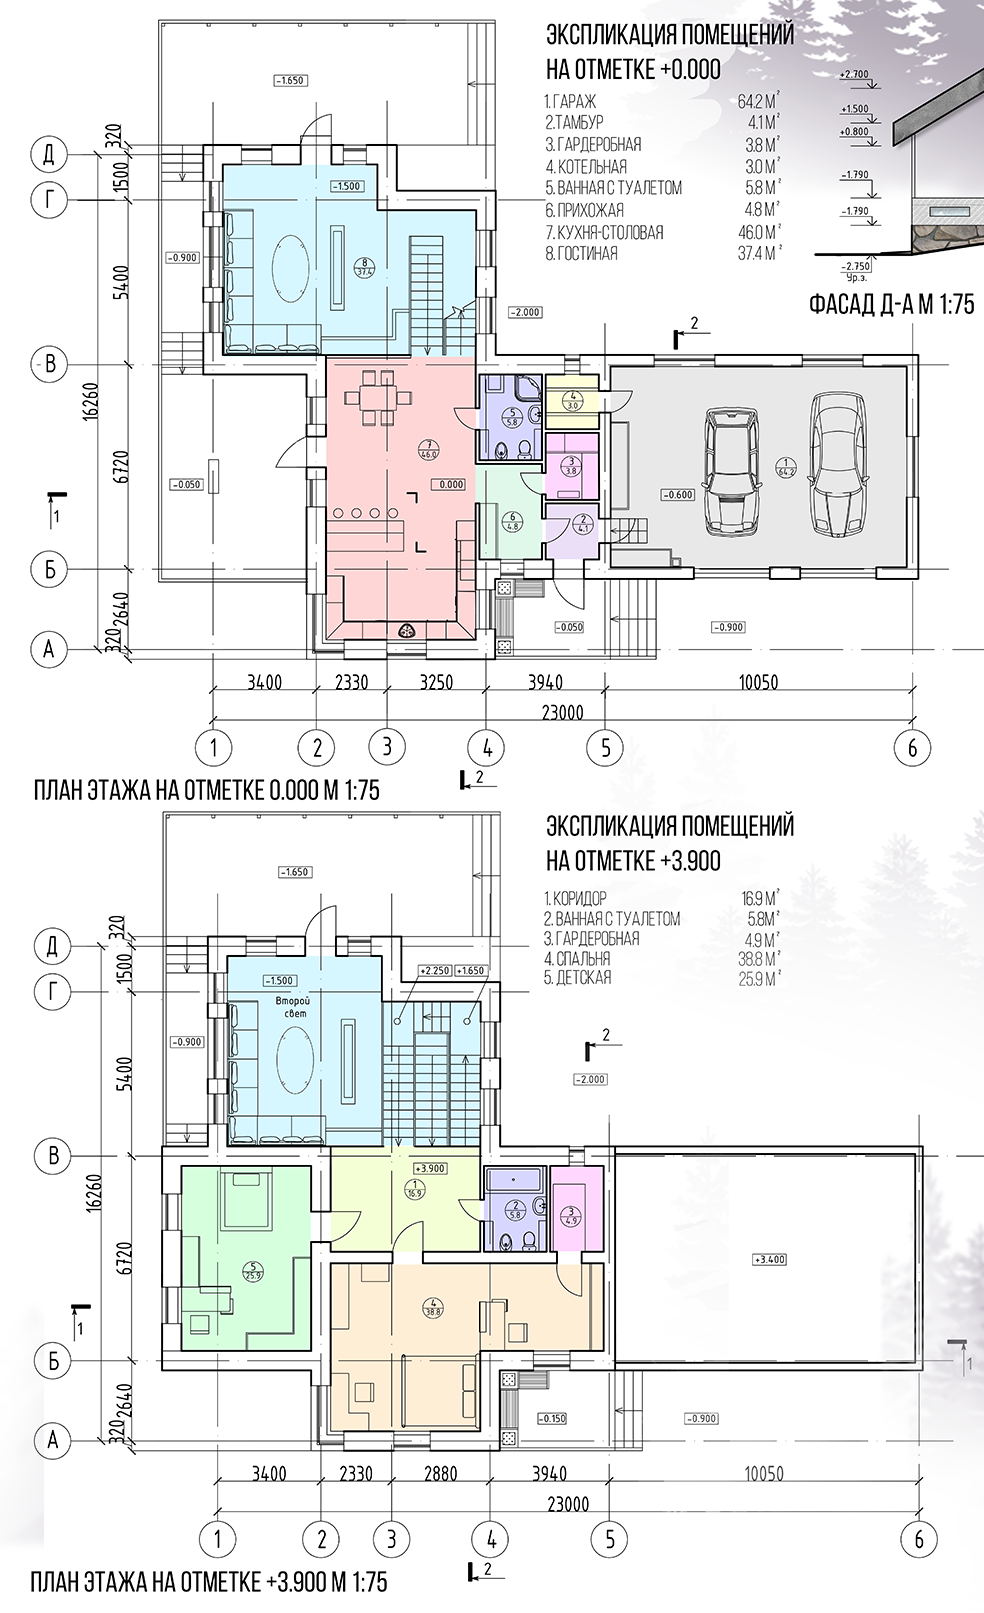 ЭКСПЛИКАЦИЯ ПОМЕЩЕНИЙ
НА ОТМЕТКЕ +0.000
1. ГАРАЖ 64.2 М²
2.ТАМБУР 4.1 М²
3. ГАРДЕРОБНАЯ 3.8 М²
4. КОТЕЛЬНАЯ 3.0 М²
5. ВАННАЯ С ТУАЛЕТОМ 5.8 М²
6. ПРИХОЖАЯ 4.8 М²
7. КУХНЯ-СТОЛОВАЯ 46.0 М²
8. ГОСТИНАЯ 37.4 М²
+2.700
+1.500
+0.800
-1.790
-1.790
-2.750
Ур.з.
ФАСАД Д-А М 1:75
-1.650
Д
Г
В
Б
А
320
1500
5400
6720
2640
320
16260
-1.500
-0.900
8
37.4
-2.000
2
4
3.0
5
5.8
7
46.0
3
3.8
1
64.2
0.000
-0.600
-0.050
6
4.8
2
4.1
1
-0.050
-0.900
3400 2330 3250 3940 10050
23000
1 2 3 4 5 6
2
ПЛАН ЭТАЖА НА ОТМЕТКЕ 0.000 М 1:75
ЭКСПЛИКАЦИЯ ПОМЕЩЕНИЙ
НА ОТМЕТКЕ +3.900
1. КОРИДОР 16.9 М²
2. ВАННАЯ С ТУАЛЕТОМ 5.8М²
3. ГАРДЕРОБНАЯ 4.9 М²
4. СПАЛЬНЯ 38.8 М²
5. ДЕТСКАЯ 25.9 М²
-1.650
Д
Г
В
Б
А
320
1500
5400
6720
2640
320
16260
-1.500
+2.250 +1.650
Второй
свет
-0.900
2
-2.000
+3.900
1
16.9
2
5.8
3
4.9
5
25.9
4
38.8
+3.400
1
1
-0.150
-0.900
3400 2330 2880 3940 10050
23000
1 2 3 4 5 6
2
ПЛАН ЭТАЖА НА ОТМЕТКЕ +3.900 М 1:75